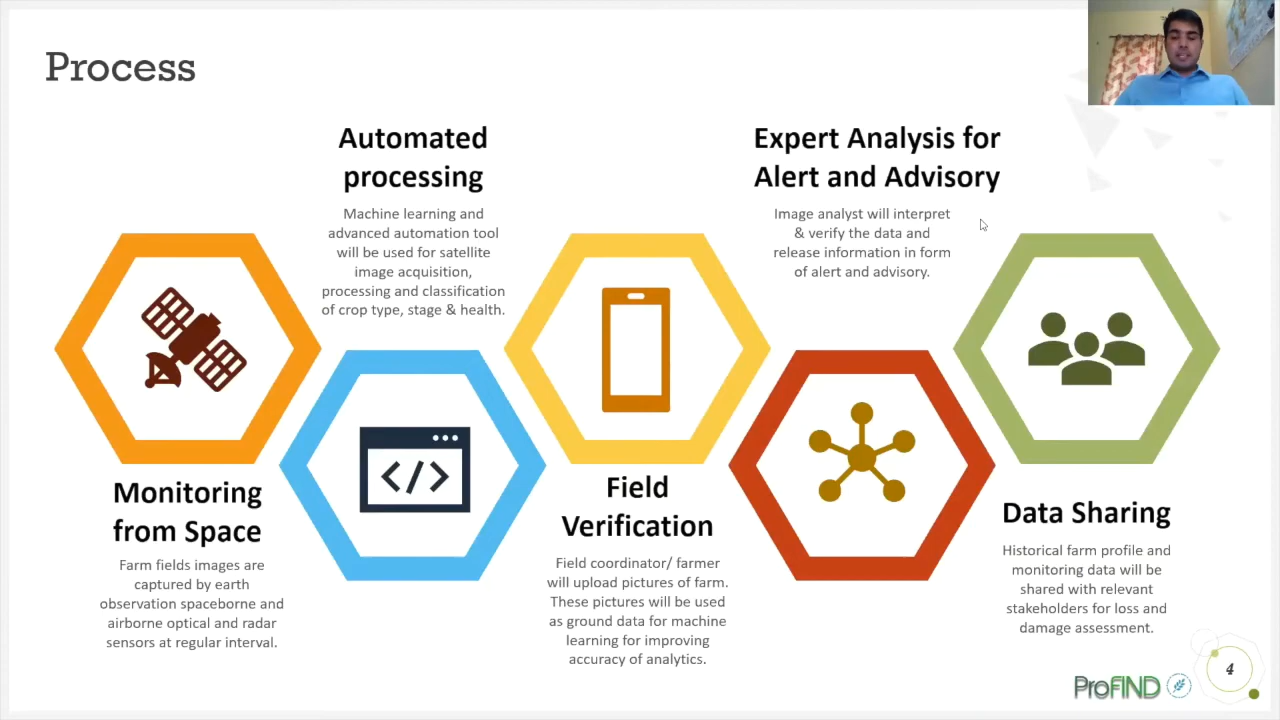 Process
Monitoring
from Space
Farm fields images are
captured by earth
observation spaceborne and
airborne optical and radar
sensors at regular interval.
Automated
processing
Machine learning and
advanced automation tool
will be used for satellite
image acquisition,
processing and classification
of crop type, stage & health.
</>
Field
Verification
Field coordinator/ farmer
will upload pictures of farm.
These pictures will be used
as ground data for machine
learning for improving
accuracy of analytics.
Expert Analysis for
Alert and Advisory
Image analyst will interpret
& verify the data and
release information in form
of alert and advisory.
Data Sharing
Historical farm profile and
monitoring data will be
shared with relevant
stakeholders for loss and
damage assessment.
ProFIND
4